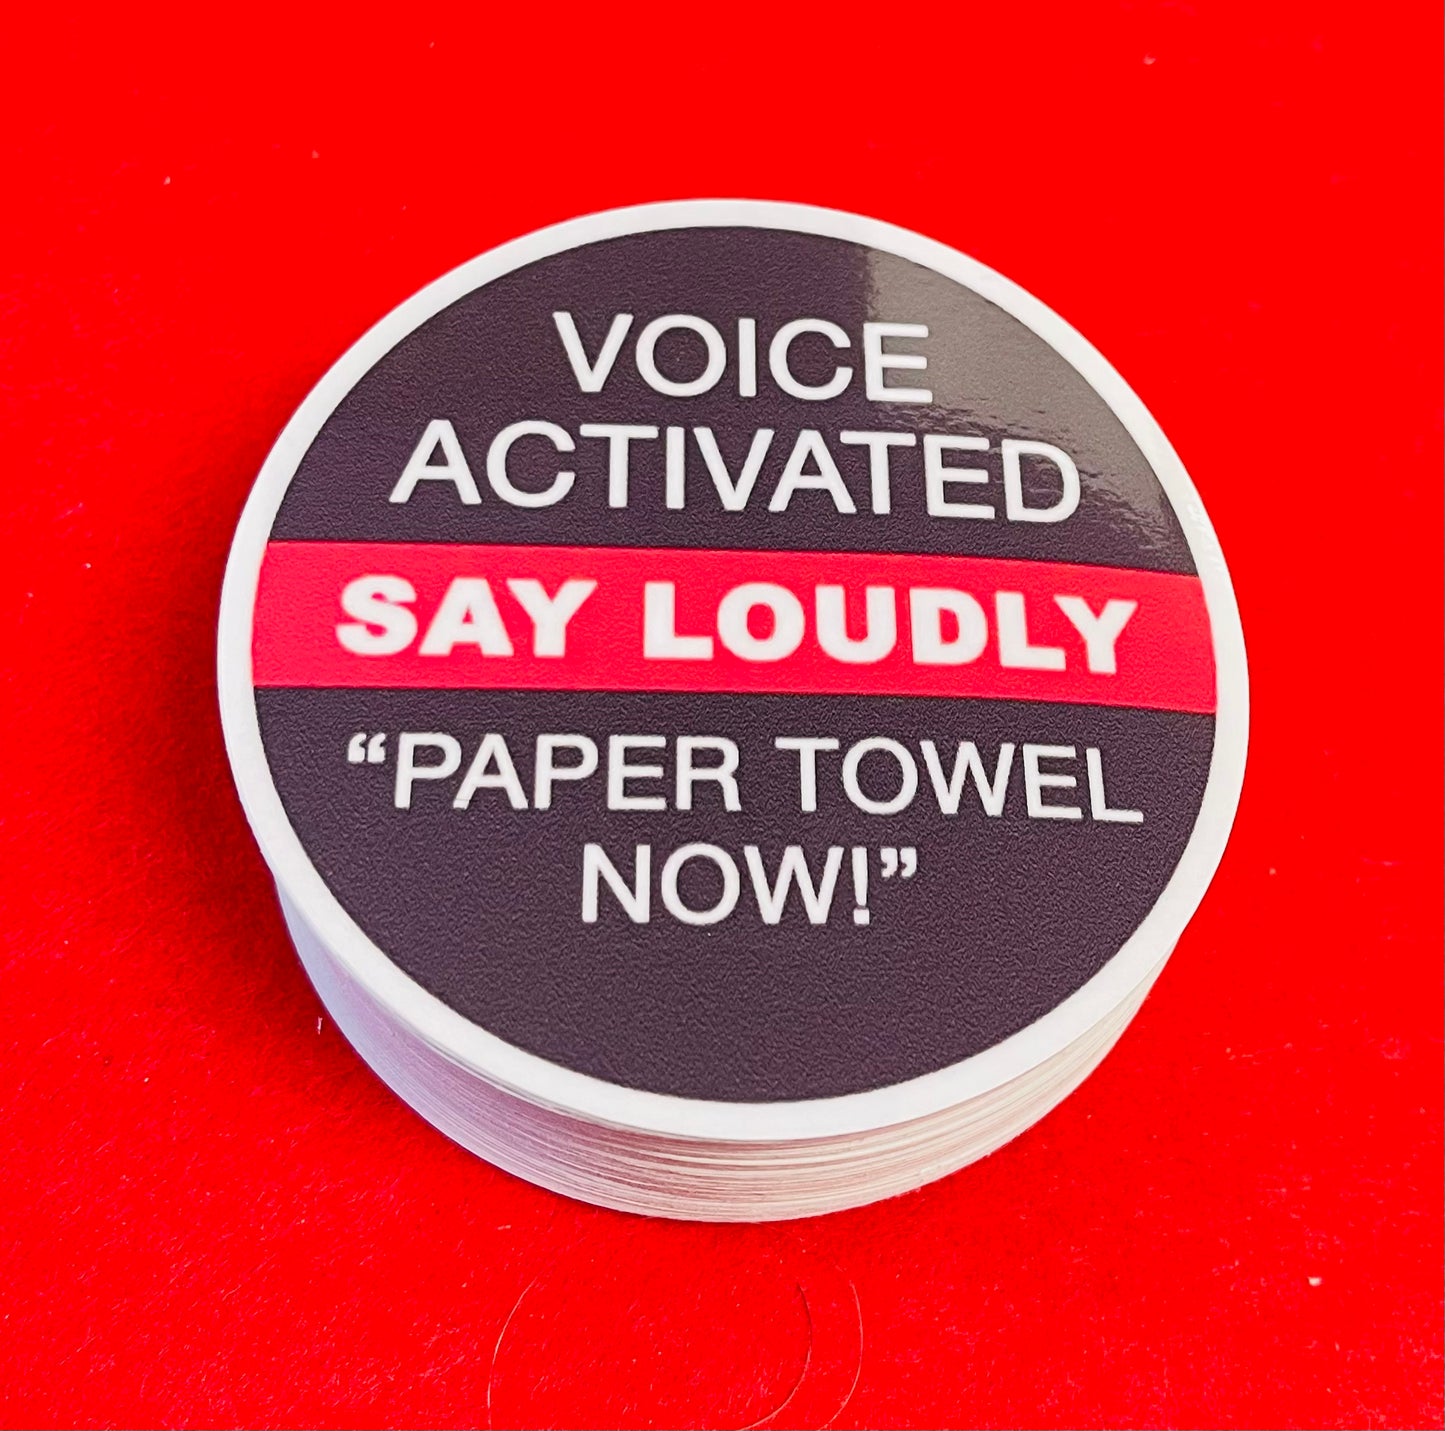 VOICE
ACTIVATED
SAY LOUDLY
“PAPER TOWEL
NOW!”